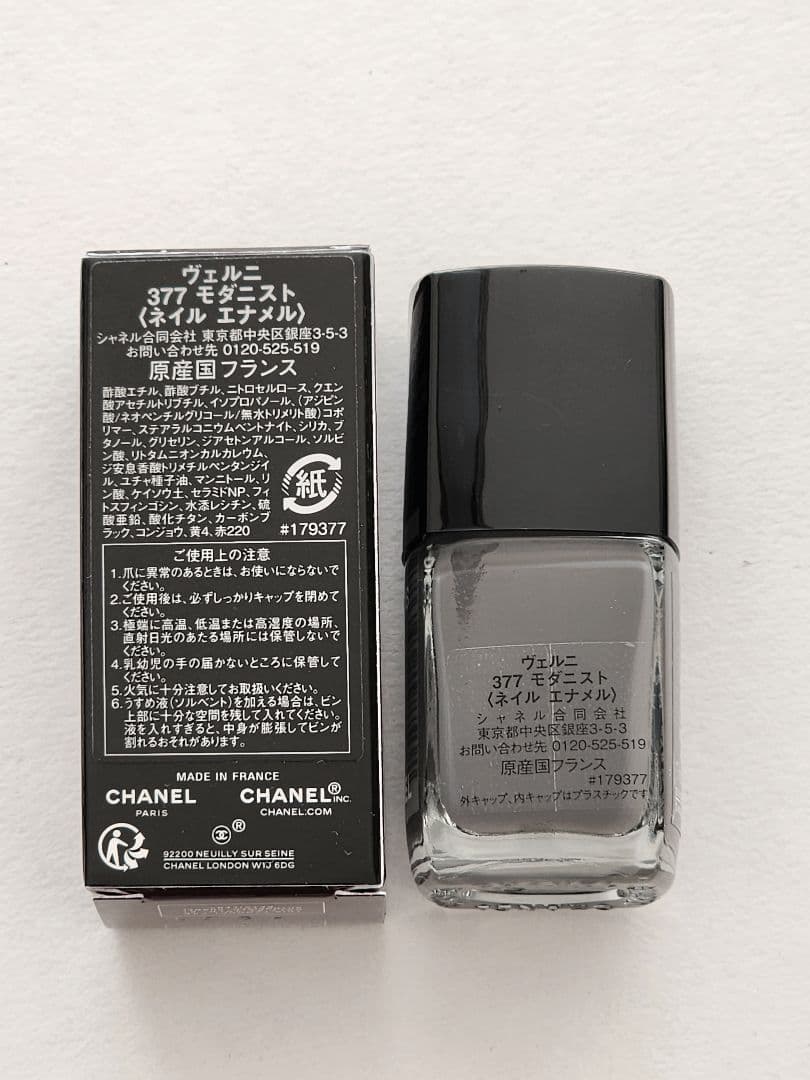 ヴェルニ
377 モダニスト
〈ネイル エナメル〉
シャネル合同会社 東京都中央区銀座3-5-3
お問い合わせ先 0120-525-519
原産国フランス
酢酸エチル、酢酸ブチル、ニトロセルロース、クエン
酸アセチルトリブチル、イソプロパノール、(アジピン
酸/ネオペンチルグリコール/無水トリメリト酸)コポ
リマー、ステアラルコニウムベントナイト、シリカ、ブ
タノール、グリセリン、ジアセトンアルコール、ソルビ
ン酸、リトタムニオンカルカレウム、
ジ安息香酸トリメチルペンタンジイ
ル、ユチャ種子油、マンニトール、リ
ン酸、ケイソウ土、セラミドNP、フィ
トスフィンゴシン、水添レシチン、硫
酸亜鉛、酸化チタン、カーボンブ
ラック、コンジョウ、黄4、赤220
紙
#179377
ご使用上の注意
1.爪に異常のあるときは、お使いにならないで
ください。
2.ご使用後は、必ずしっかりキャップを閉めて
ください。
3.極端に高温、低温または高湿度の場所、
直射日光のあたる場所には保管しないで
ください。
4.乳幼児の手の届かないところに保管して
ください。
5.火気に十分注意してお取扱いください。
6.うすめ液(ソルベント)を加える場合は、ビン
上部に十分な空間を残して入れてください。
液を入れすぎると、中身が膨張してビンが
割れるおそれがあります。
MADE IN FRANCE
CHANEL
PARIS
CHANEL® INC.
CHANEL.COM
®
92200 NEUILLY SUR SEINE
CHANEL LONDON W1J 6DG
ヴェルニ
377 モダニスト
〈ネイル エナメル〉
シャネル合同会社
東京都中央区銀座3-5-3
お問い合わせ先 0120-525-519
原産国フランス
#179377
外キャップ、内キャップはプラスチックです